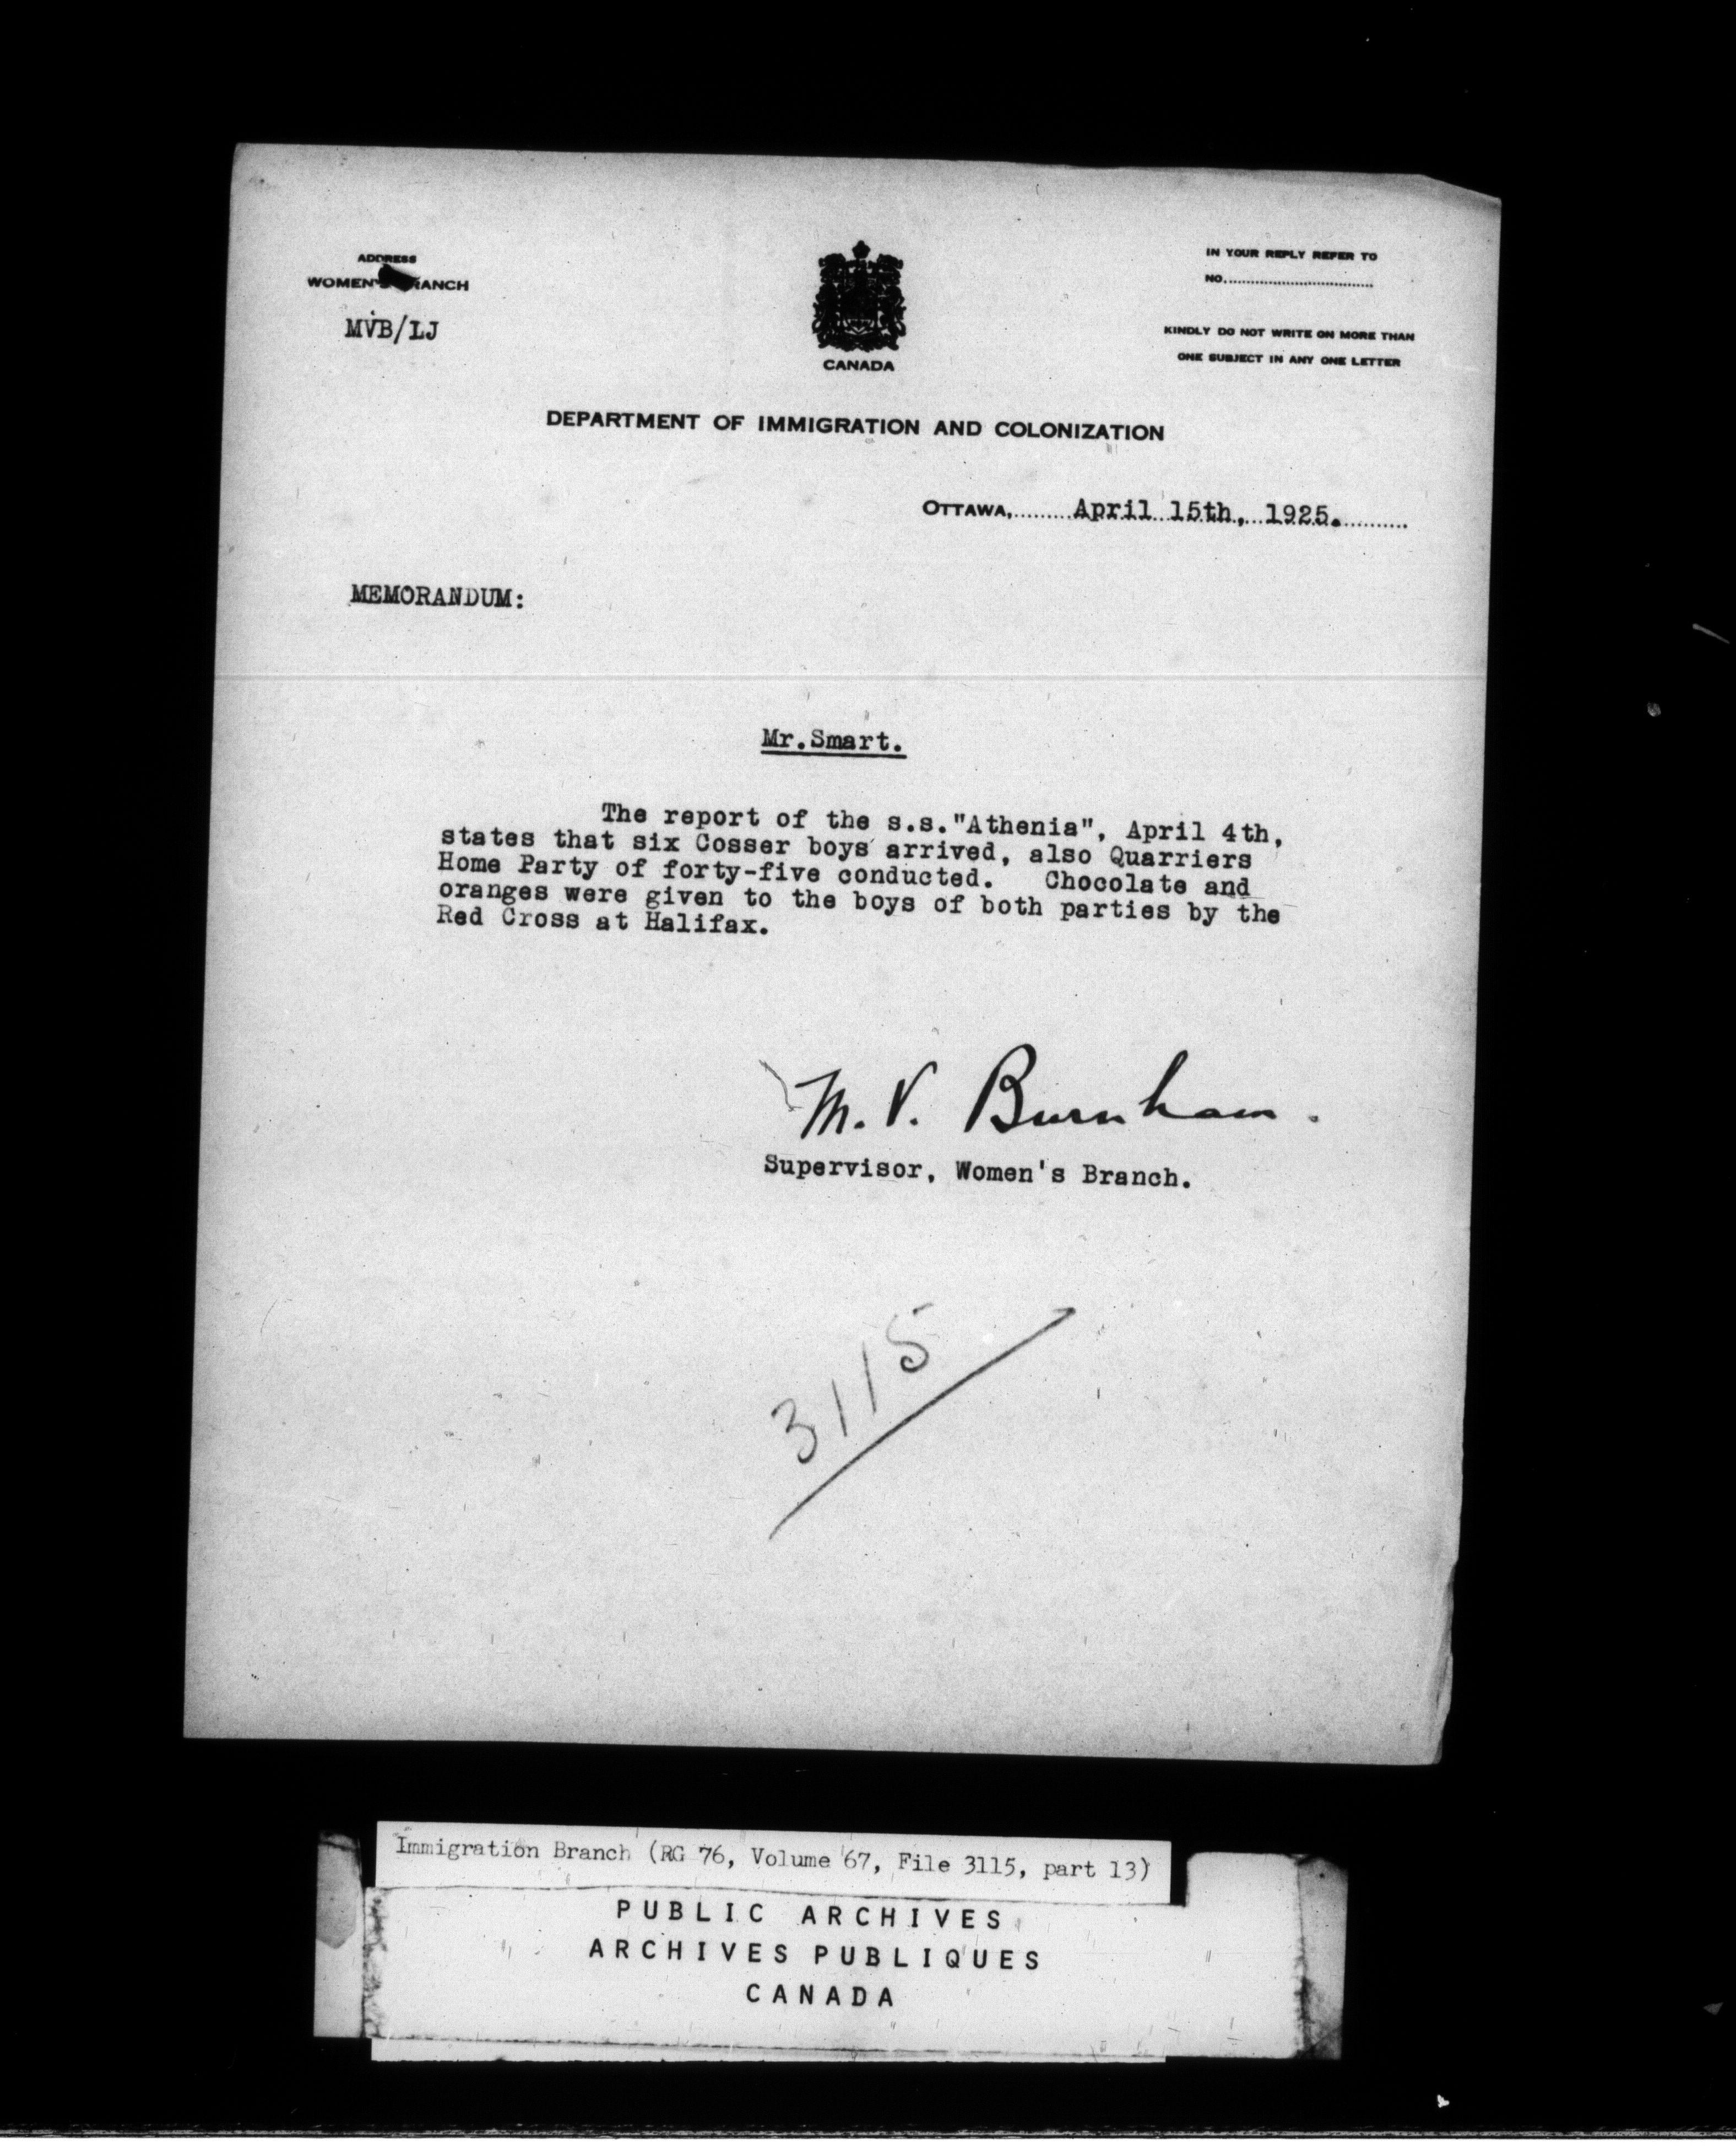 ADDRESS
WOMEN'S BRANCH
MVB/LJ
CANADA
IN YOUR REPLY REFER TO
NO
KINDLY DO NOT WRITE ON MORE THAN
ONE SUBJECT IN ANY ONE LETTER
DEPARTMENT OF IMMIGRATION AND COLONIZATION
OTTAWA, April 15th, 1925.
MEMORANDUM:
Mr.Smart.
The report of the s.s."Athenia", April 4th,
states that six Cosser boys arrived, also Quarriers
Home Party of forty-five conducted. Chocolate and
oranges were given to the boys of both parties by the
Red Cross at Halifax.
M. V. Burnham.
Supervisor, Women's Branch.
3115
Immigration Branch (RG 76, Volume 67, File 3115, part 13)
PUBLIC ARCHIVES
ARCHIVES PUBLIQUES
CANADA